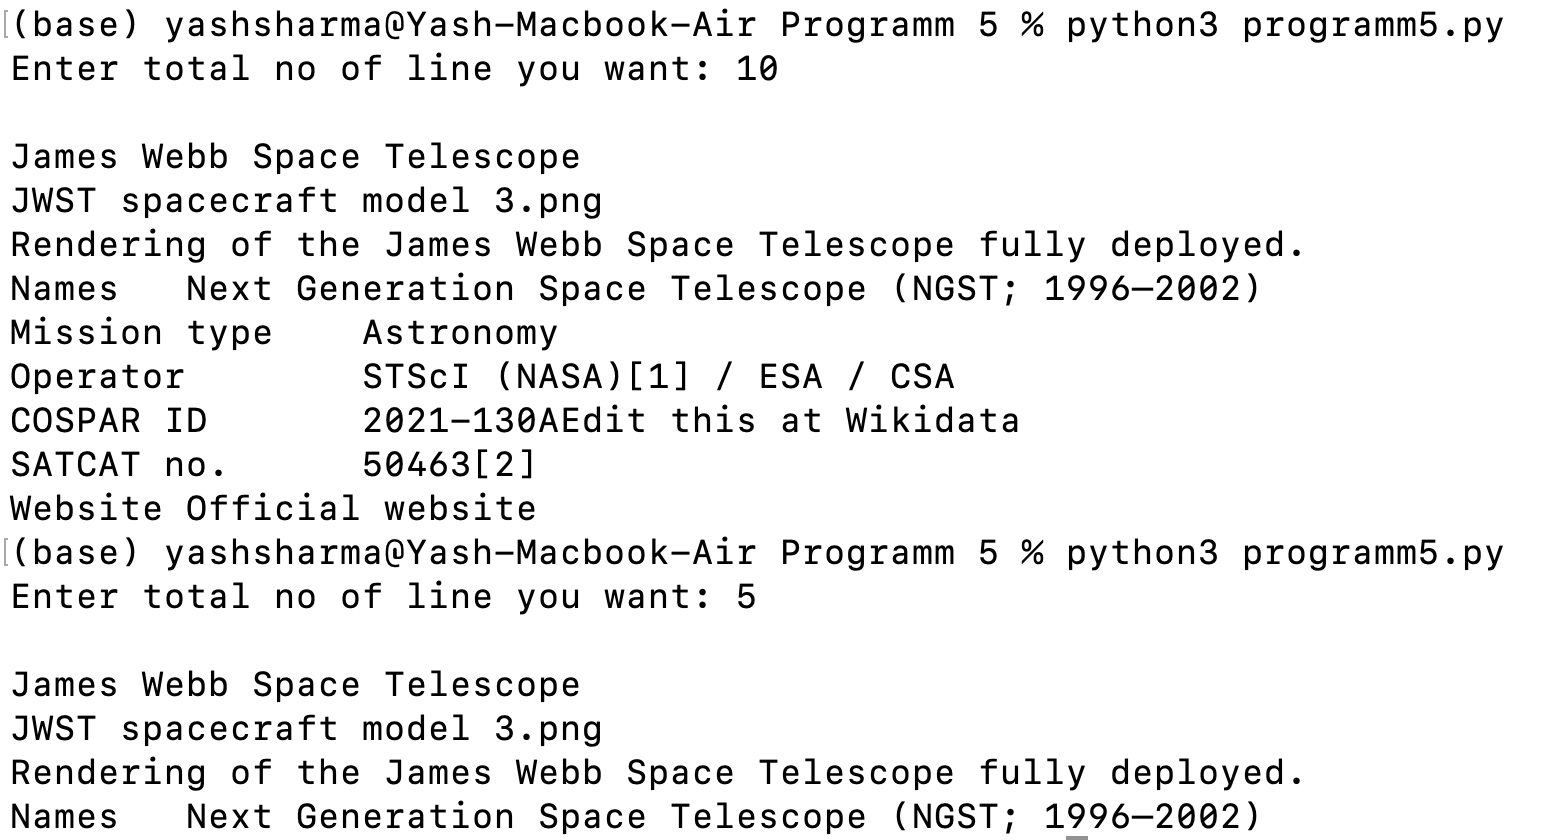 (base) yashsharma@Yash-Macbook-Air Programm 5 % python3 programm5.py
Enter total no of line you want: 10

James Webb Space Telescope
JWST spacecraft model 3.png
Rendering of the James Webb Space Telescope fully deployed.
Names   Next Generation Space Telescope (NGST; 1996–2002)
Mission type    Astronomy
Operator        STScI (NASA)[1] / ESA / CSA
COSPAR ID       2021-130AEdit this at Wikidata
SATCAT no.      50463[2]
Website Official website
(base) yashsharma@Yash-Macbook-Air Programm 5 % python3 programm5.py
Enter total no of line you want: 5

James Webb Space Telescope
JWST spacecraft model 3.png
Rendering of the James Webb Space Telescope fully deployed.
Names   Next Generation Space Telescope (NGST; 1996–2002)